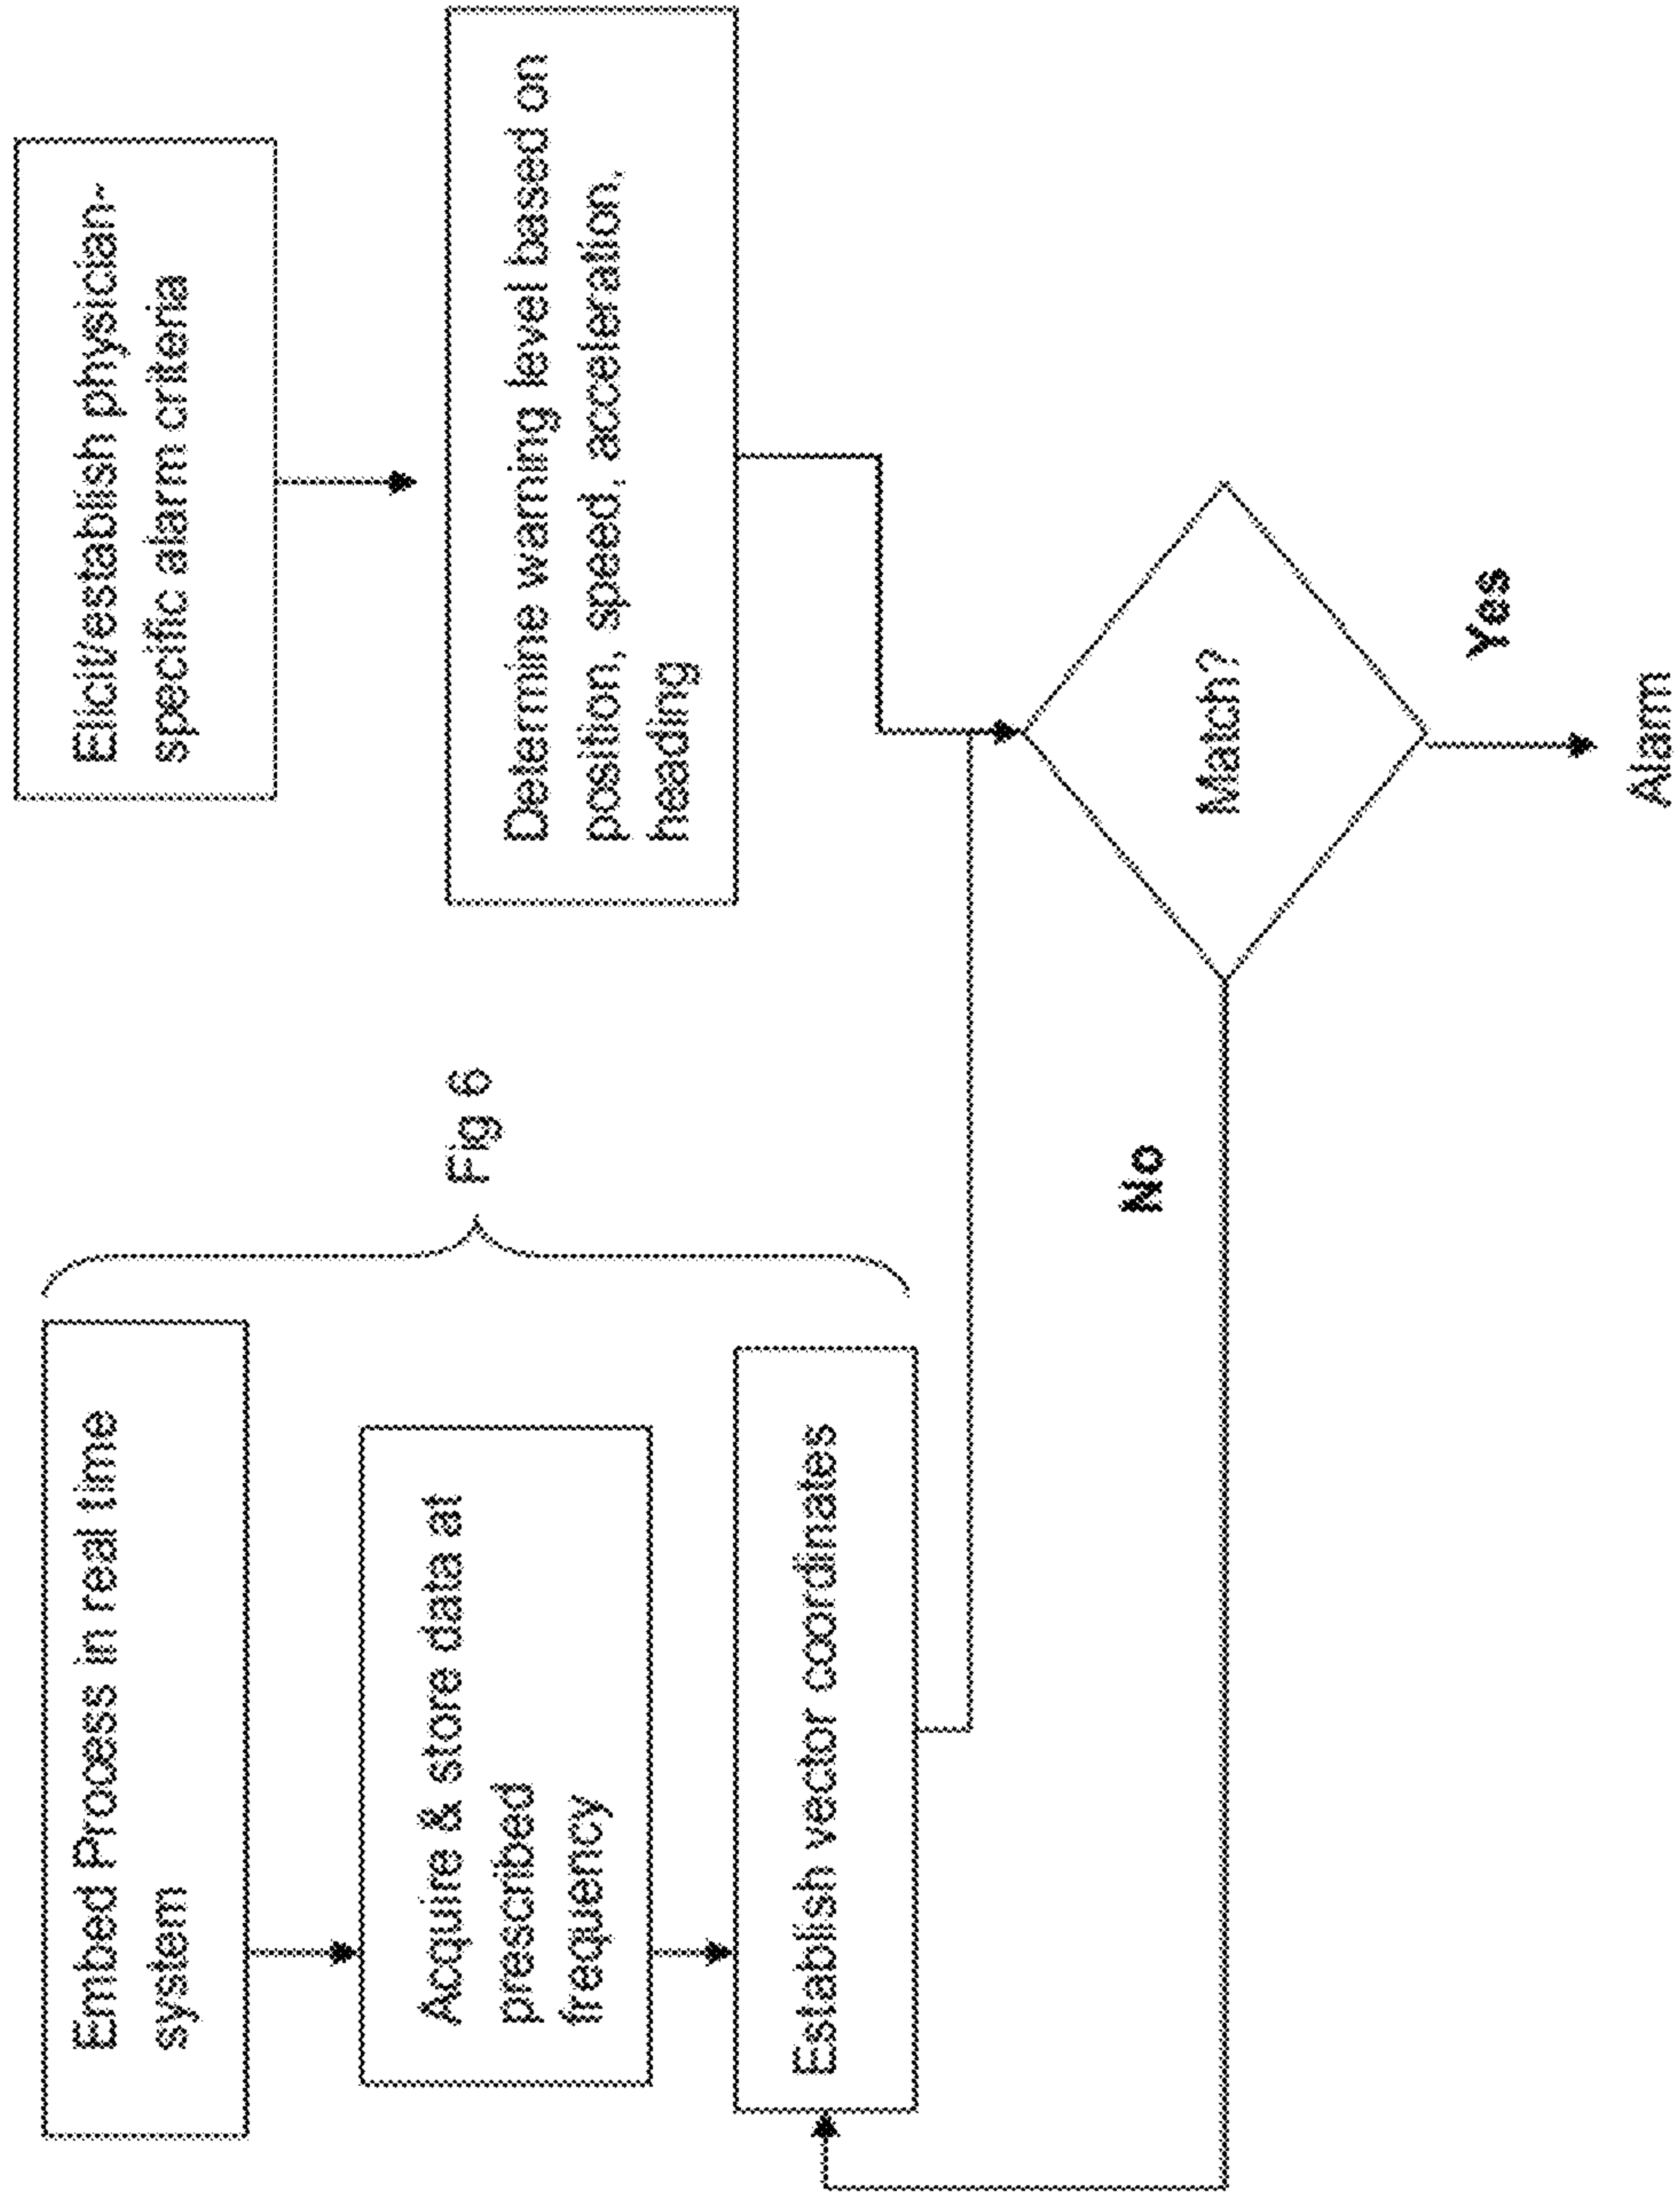 Embed Process in real time
system
Acquire & store data at
prescribed
frequency
Establish vector coordinates
Fig 6
Elicit/establish physician-
specific alarm criteria
Determine warning level based on
position, speed, acceleration,
heading
Match?
No
Yes
Alarm